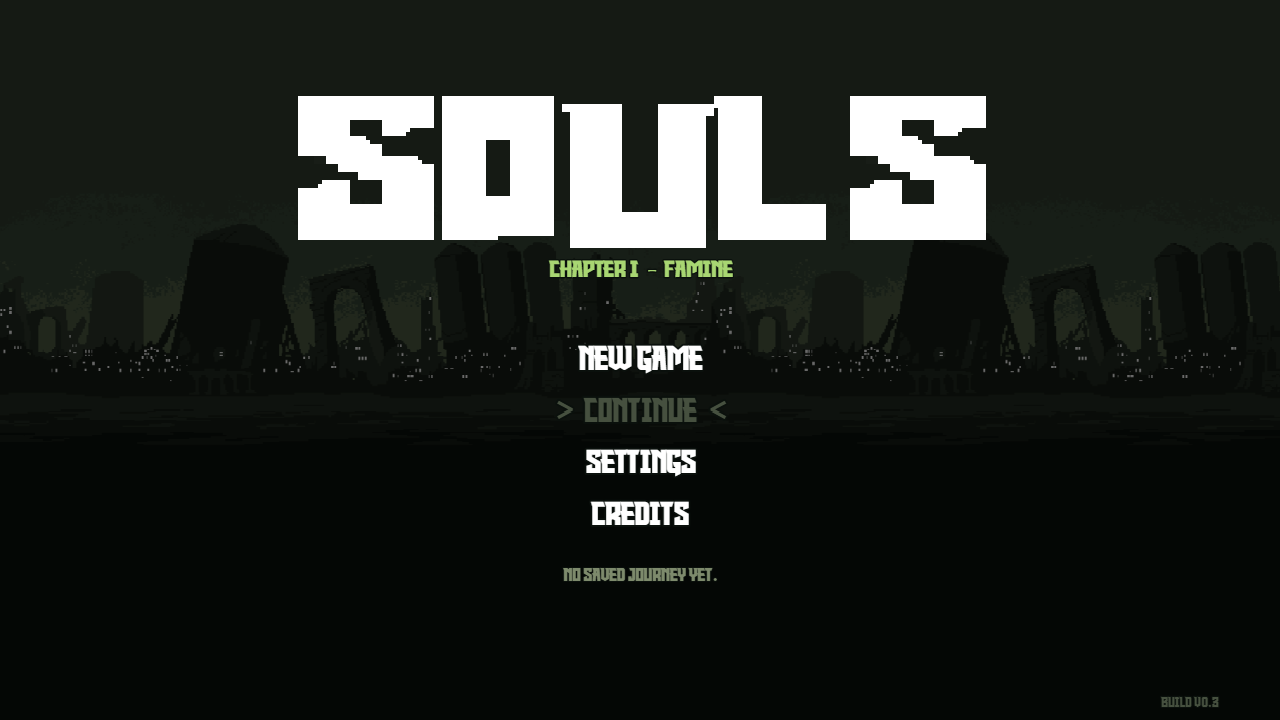 SOULS
CHAPTER I - FAMINE
NEW GAME
> CONTINUE <
SETTINGS
CREDITS
NO SAVED JOURNEY YET.
BUILD V0.3